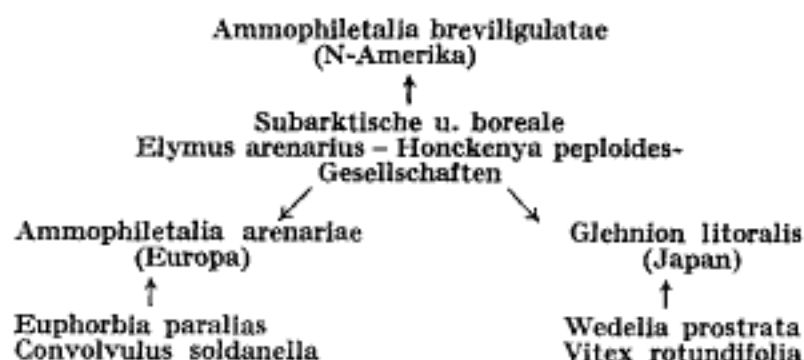 Ammophiletalia breviligulatae
(N-Amerika)
Subarktische u. boreale
Elymus arenarius – Honckenya peploides-
Gesellschaften
Ammophiletalia arenariae
(Europa)
Glehnion litoralis
(Japan)
Euphorbia paralias
Convolvulus soldanella
Wedelia prostrata
Vitex rotundifolia